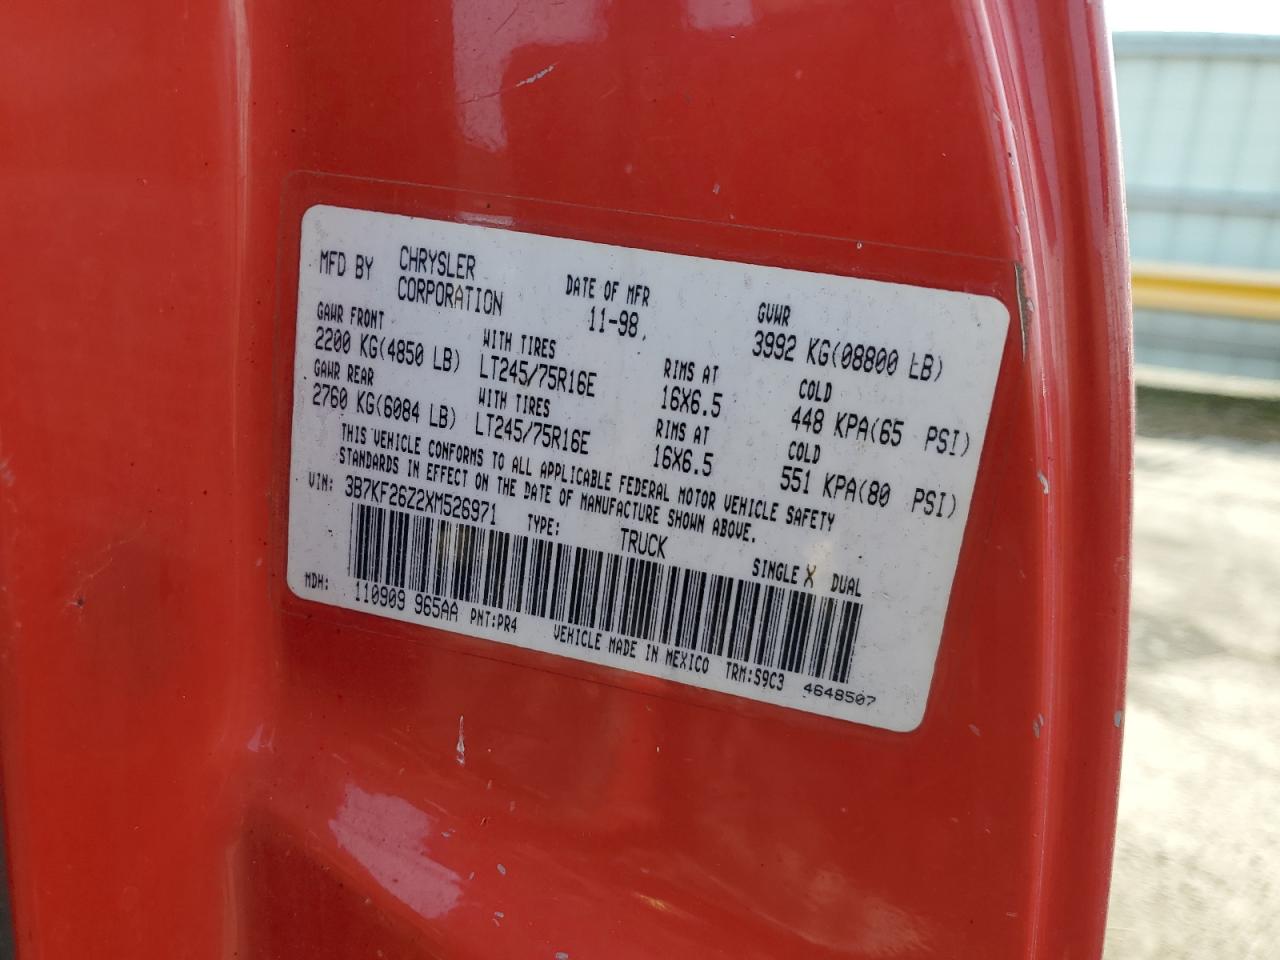 MFD BY CHRYSLER CORPORATION DATE OF MFR 11-98 GVWR 3992 KG(08800 LB)
GAWR FRONT WITH TIRES RIMS AT COLD
2200 KG(4850 LB) LT245/75R16E 16X6.5 448 KPA(65 PSI)
GAWR REAR WITH TIRES RIMS AT COLD
2760 KG(6084 LB) LT245/75R16E 16X6.5 551 KPA(80 PSI)
THIS VEHICLE CONFORMS TO ALL APPLICABLE FEDERAL MOTOR VEHICLE SAFETY
STANDARDS IN EFFECT ON THE DATE OF MANUFACTURE SHOWN ABOVE.
VIN: 3B7KF26Z2XM526971 TYPE: TRUCK SINGLE X DUAL
MDH: 110909 965AA PNT:PR4 VEHICLE MADE IN MEXICO TRM:S9C3 4648507